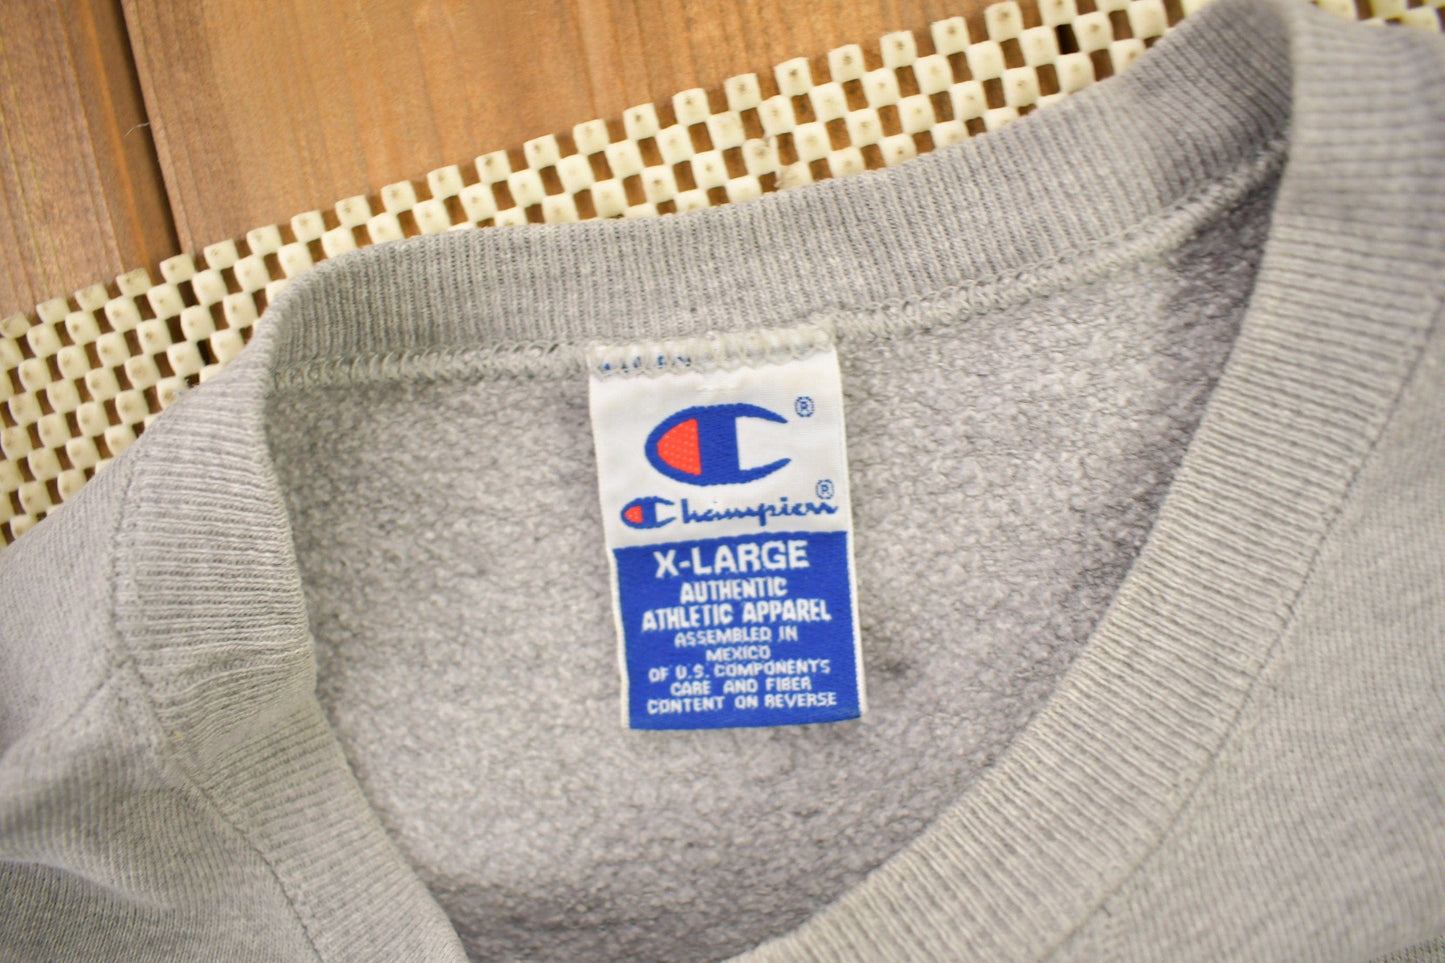 ®
Champion®
X-LARGE
AUTHENTIC
ATHLETIC APPAREL
ASSEMBLED IN
MEXICO
OF U.S. COMPONENTS
CARE AND FIBER
CONTENT ON REVERSE